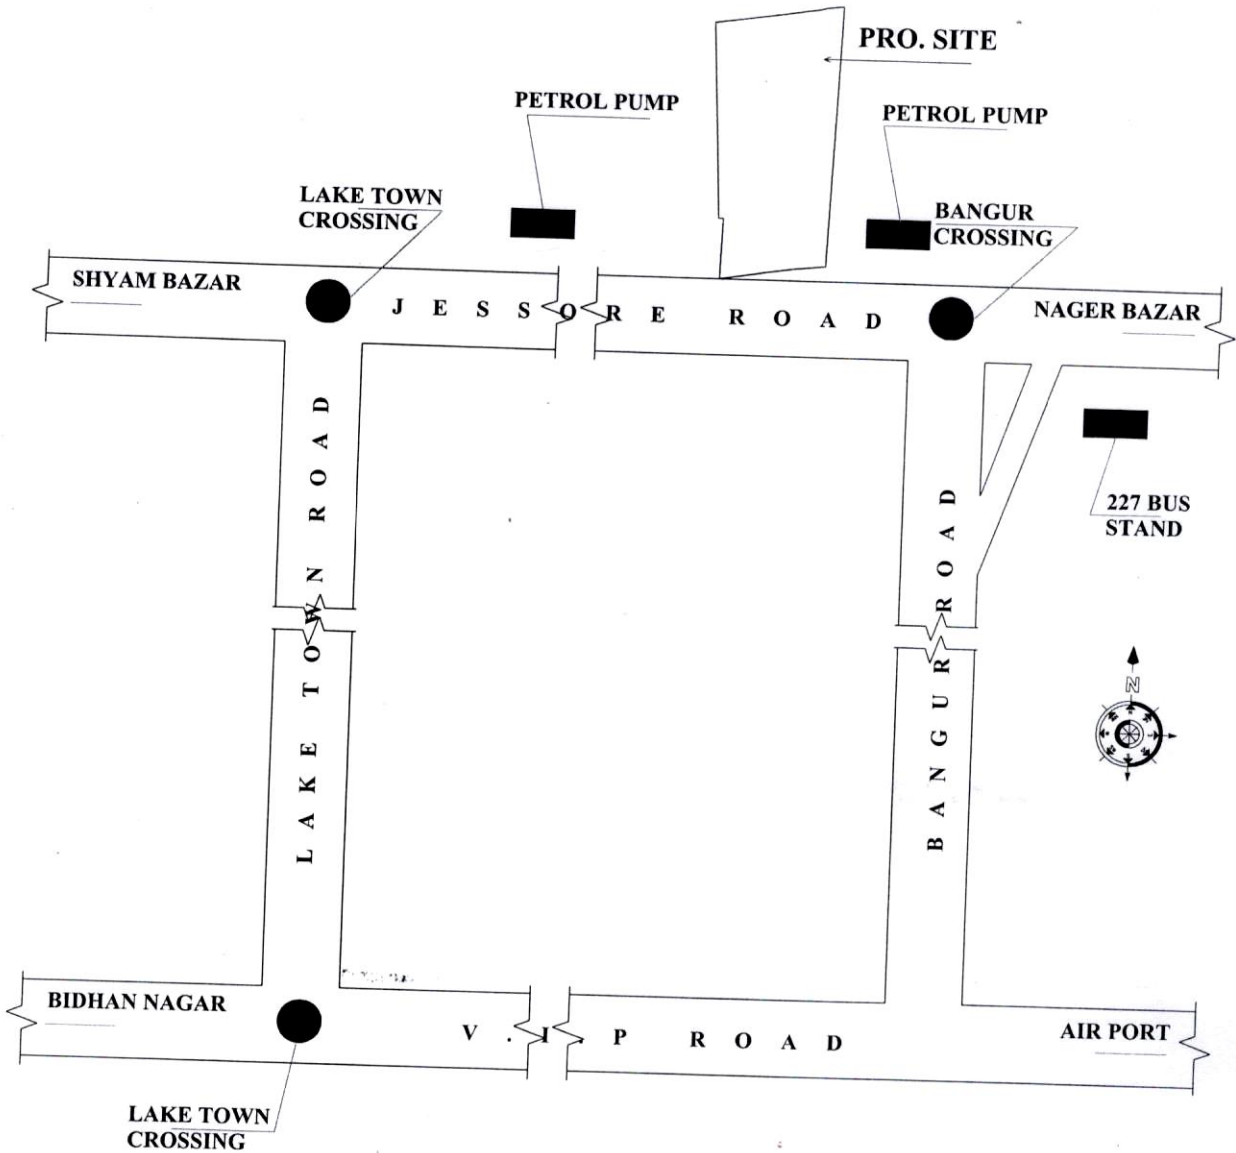 PRO. SITE
PETROL PUMP
PETROL PUMP
LAKE TOWN
CROSSING
BANGUR
CROSSING
SHYAM BAZAR
JESSORE ROAD
NAGER BAZAR
LAKE TOWN ROAD
BANGUR ROAD
227 BUS
STAND
N
BIDHAN NAGAR
V.I.P ROAD
AIR PORT
LAKE TOWN
CROSSING